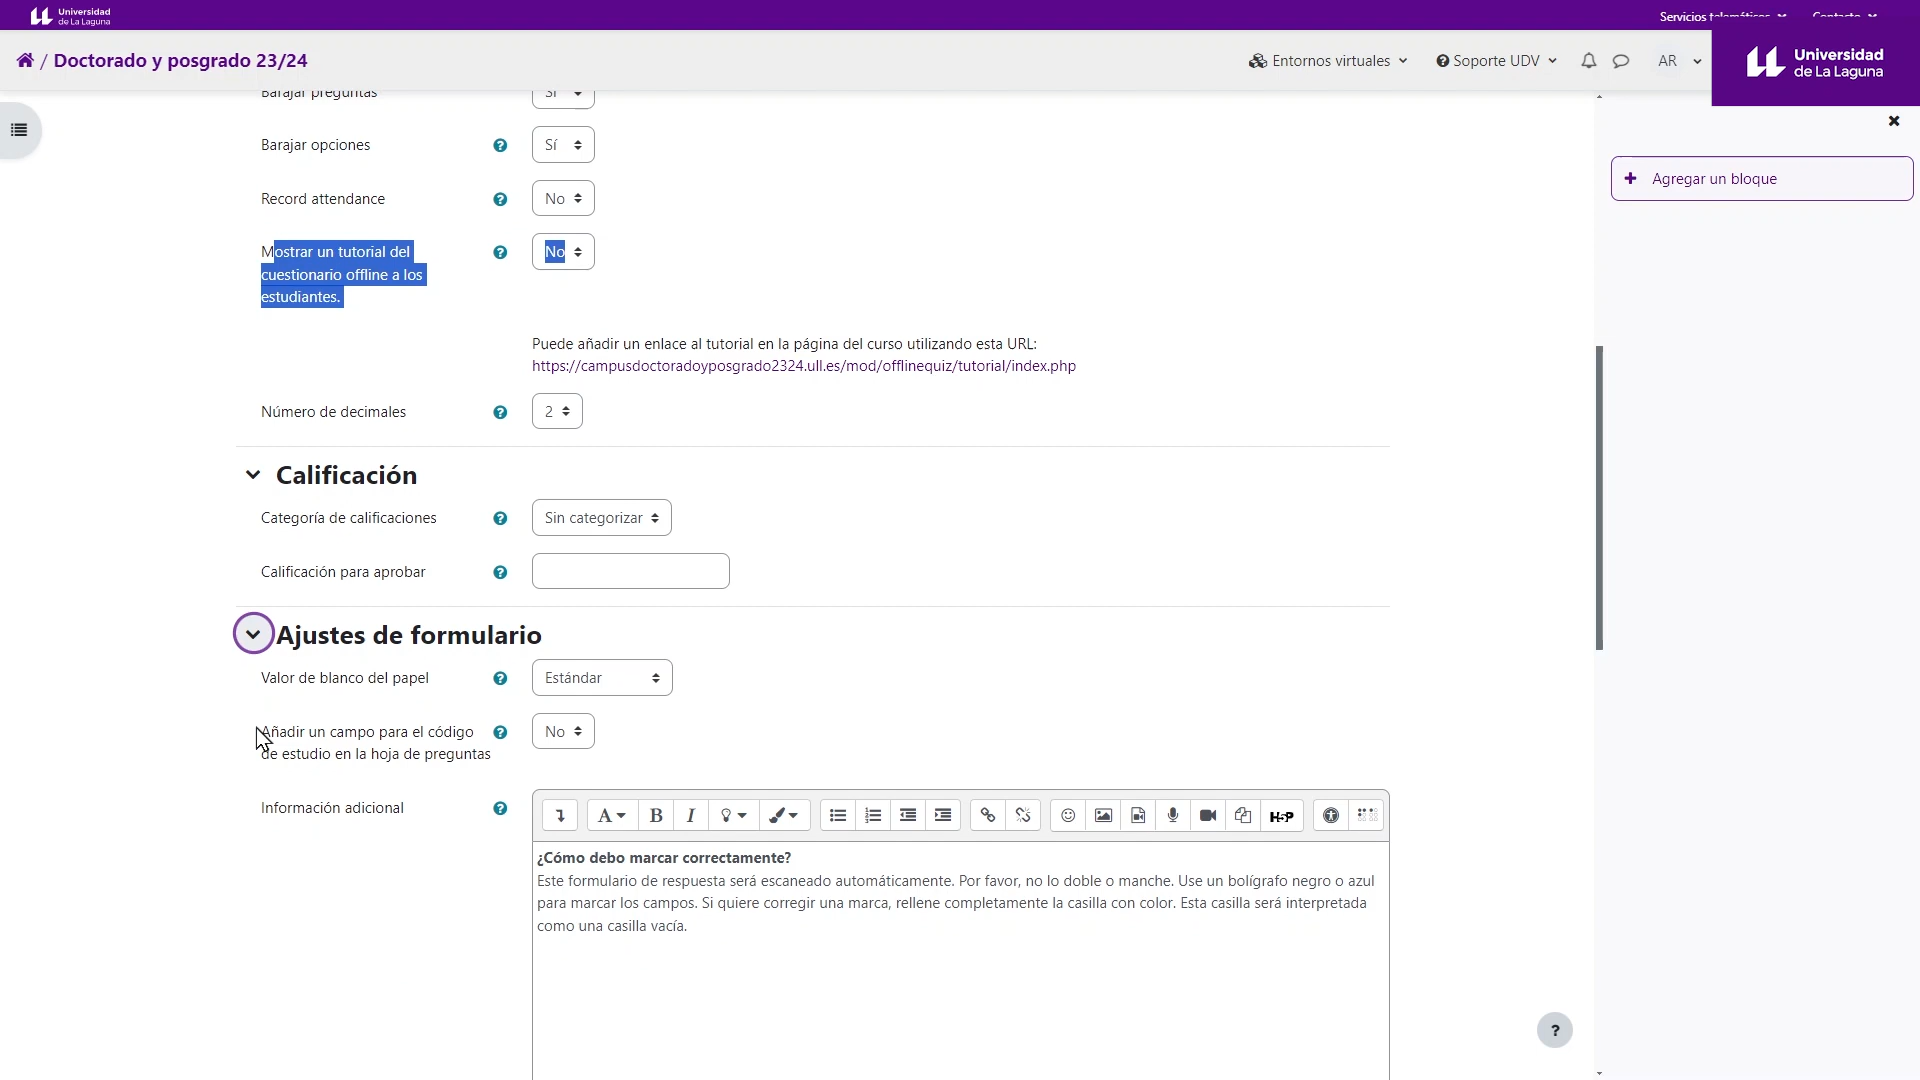 Universidad
de La Laguna
Servicios telemáticos
Contacto
/ Doctorado y posgrado 23/24
Entornos virtuales
Soporte UDV
AR
Universidad
de La Laguna
Barajar preguntas
Sí
Barajar opciones
Sí
Record attendance
No
Mostrar un tutorial del
cuestionario offline a los
estudiantes.
No
Puede añadir un enlace al tutorial en la página del curso utilizando esta URL:
https://campusdoctoradoyposgrado2324.ull.es/mod/offlinequiz/tutorial/index.php
Número de decimales
2
Calificación
Categoría de calificaciones
Sin categorizar
Calificación para aprobar
Ajustes de formulario
Valor de blanco del papel
Estándar
Añadir un campo para el código
de estudio en la hoja de preguntas
No
Información adicional
A B I H-P
¿Cómo debo marcar correctamente?
Este formulario de respuesta será escaneado automáticamente. Por favor, no lo doble o manche. Use un bolígrafo negro o azul
para marcar los campos. Si quiere corregir una marca, rellene completamente la casilla con color. Esta casilla será interpretada
como una casilla vacía.
+ Agregar un bloque
?